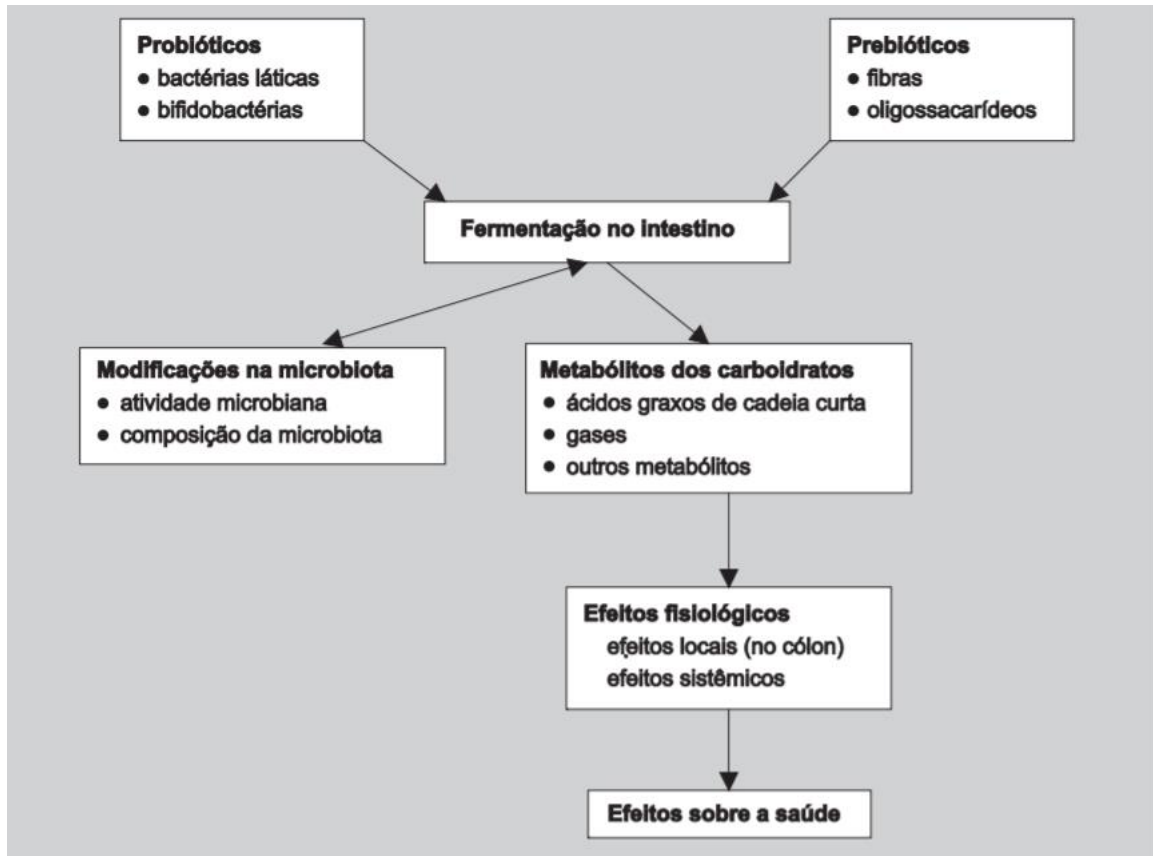 Probióticos
● bactérias láticas
● bifidobactérias
Prebióticos
● fibras
● oligossacarídeos
Fermentação no intestino
Modificações na microbiota
● atividade microbiana
● composição da microbiota
Metabólitos dos carboidratos
● ácidos graxos de cadeia curta
● gases
● outros metabólitos
Efeitos fisiológicos
efeitos locais (no cólon)
efeitos sistêmicos
Efeitos sobre a saúde